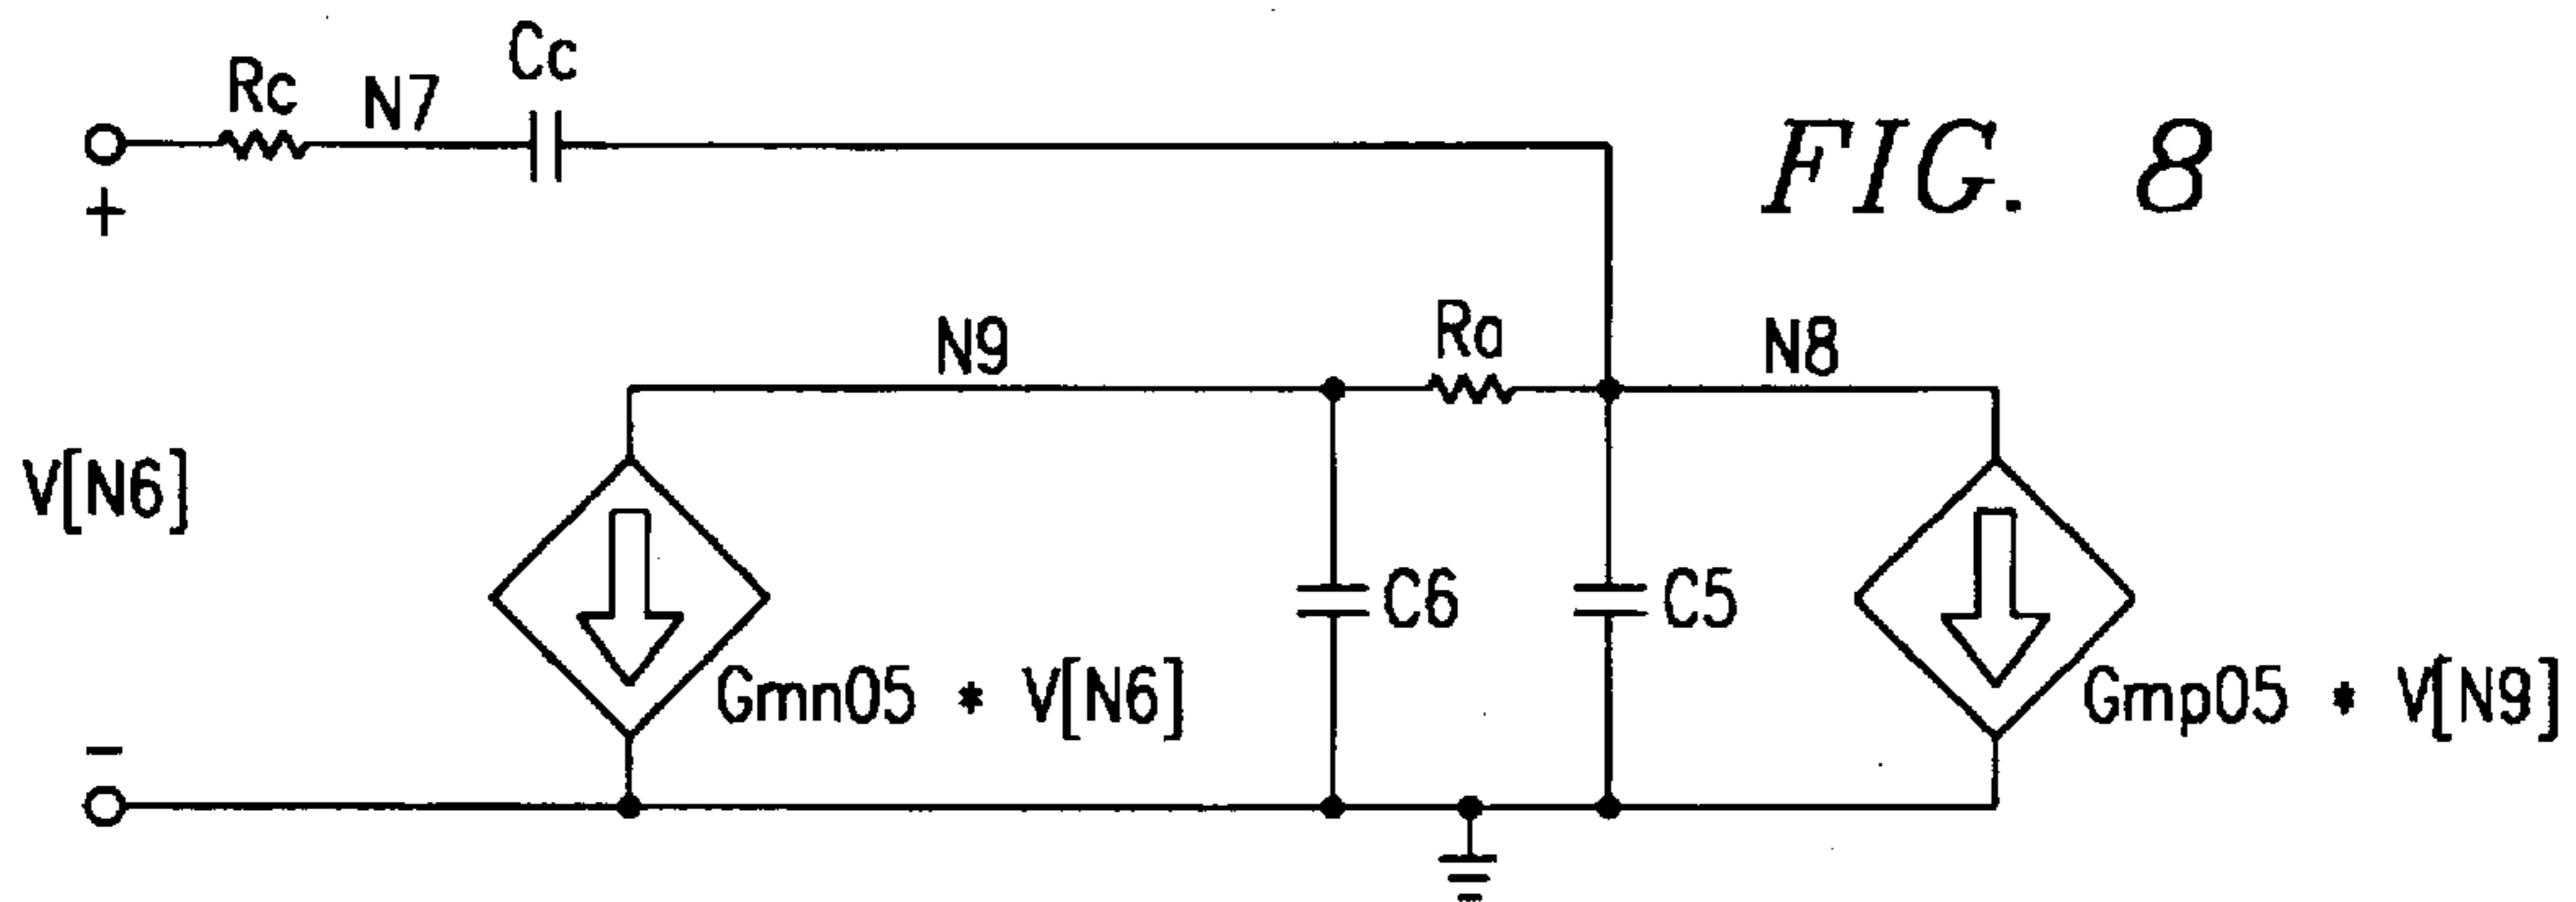 Rc
N7
Cc
FIG. 8
+
N9
Ra
N8
V[N6]
C6
C5
Gmn05 * V[N6]
Gmp05 * V[N9]
-